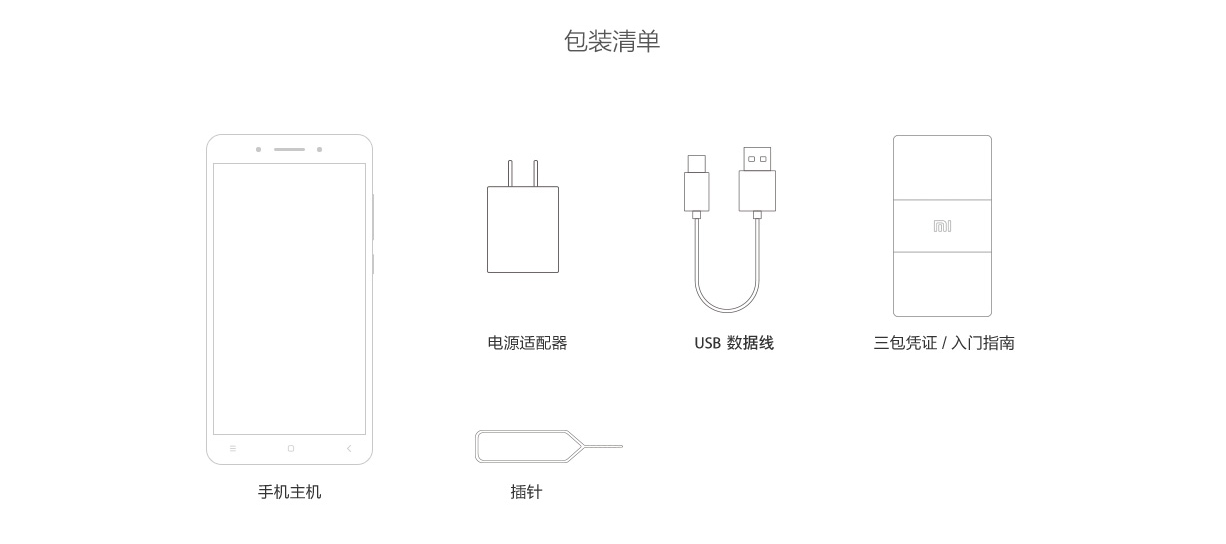 包装清单
mi
电源适配器
USB 数据线
三包凭证 / 入门指南
手机主机
插针